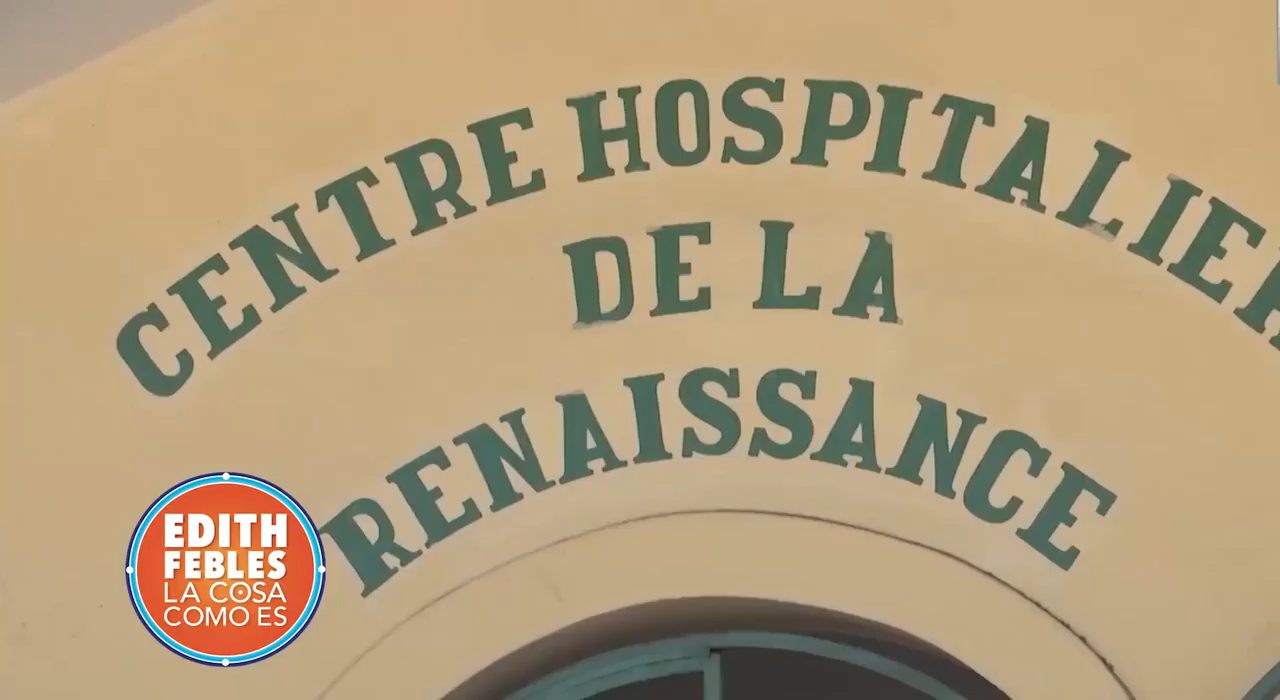 CENTRE HOSPITALIER
DE LA
RENAISSANCE
EDITH
FEBLES
LA COSA
COMO ES